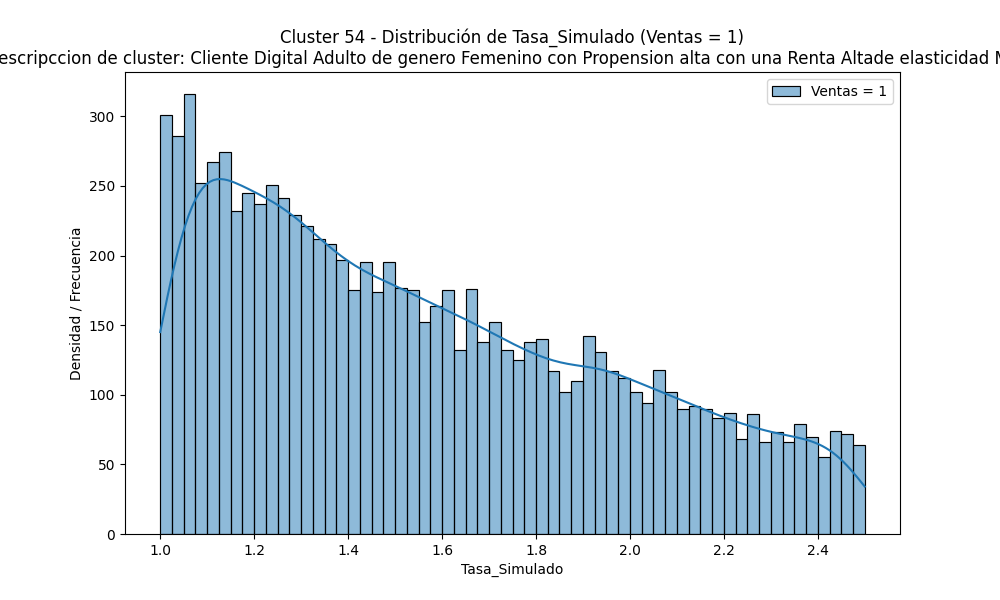 Cluster 54 - Distribución de Tasa_Simulado (Ventas = 1)
escripccion de cluster: Cliente Digital Adulto de genero Femenino con Propension alta con una Renta Altade elasticidad
Ventas = 1
Densidad / Frecuencia
300
250
200
150
100
50
0
1.0 1.2 1.4 1.6 1.8 2.0 2.2 2.4
Tasa_Simulado